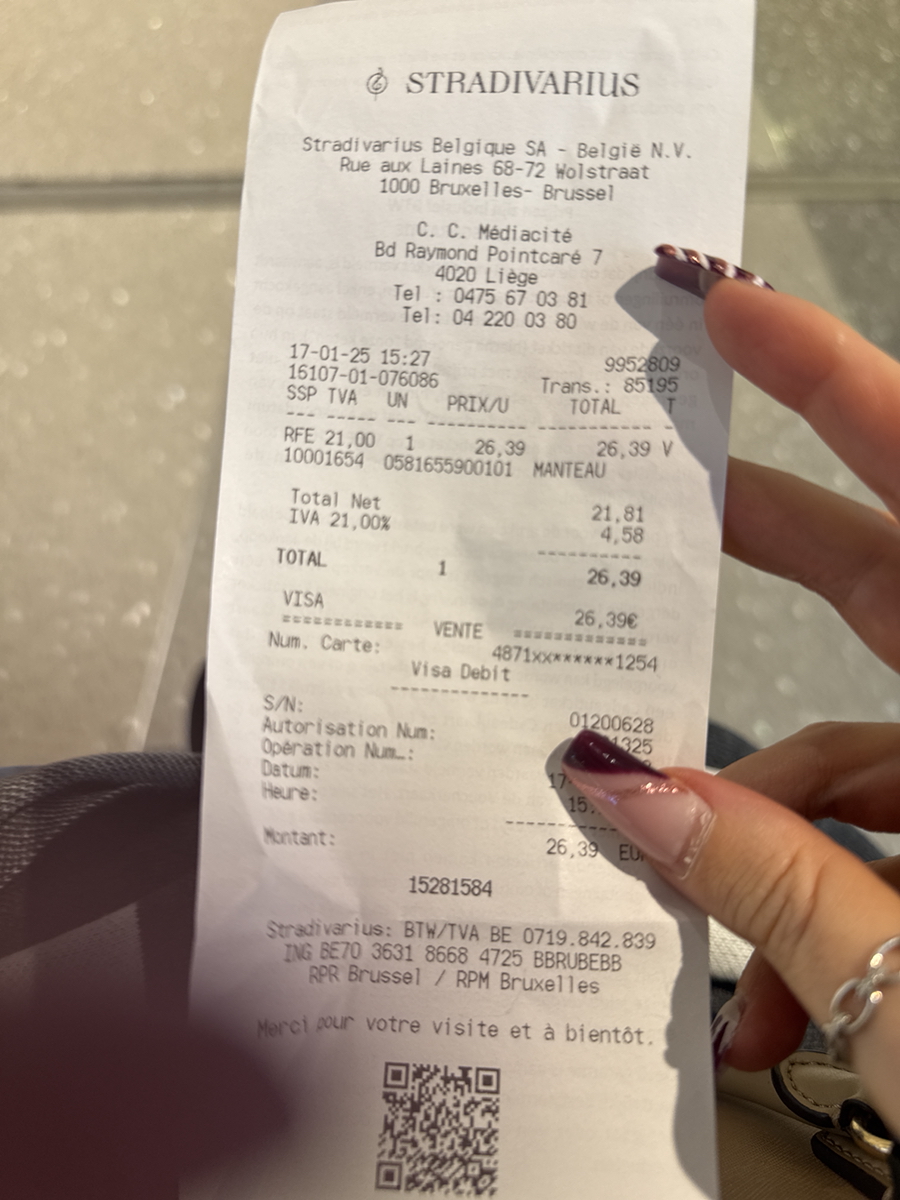 STRADIVARIUS
Stradivarius Belgique SA - België N.V.
Rue aux Laines 68-72 Wolstraat
1000 Bruxelles- Brussel
C. C. Médiacité
Bd Raymond Pointcaré 7
4020 Liège
Tel : 0475 67 03 81
Tel: 04 220 03 80
17-01-25 15:27 9952809
16107-01-076086 Trans.: 85195
SSP TVA UN PRIX/U TOTAL T
--- ----- --- ---------- ----------- -
RFE 21,00 1 26,39 26,39 V
10001654 0581655900101 MANTEAU
Total Net 21,81
IVA 21,00% 4,58
----------
TOTAL 1 26,39
VISA 26,39€
============ VENTE =============
Num. Carte: 4871xx******1254
Visa Debit
-------------
S/N: 01200628
Autorisation Num: 1325
Opération Num.:
Datum: 17-
Heure: 15:
-------------
Montant: 26,39 EU
15281584
Stradivarius: BTW/TVA BE 0719.842.839
ING BE70 3631 8668 4725 BBRUBEBB
RPR Brussel / RPM Bruxelles
Merci pour votre visite et à bientôt.